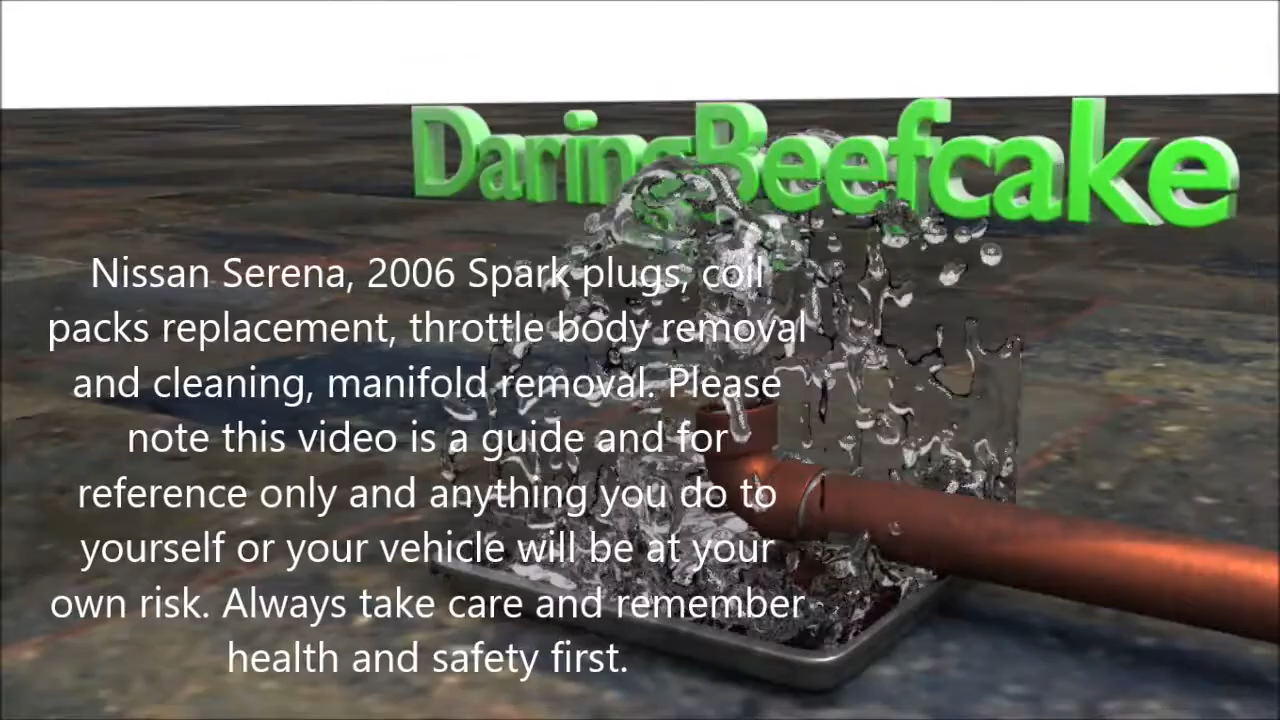 DaringBeefcake
Nissan Serena, 2006 Spark plugs, coil
packs replacement, throttle body removal
and cleaning, manifold removal. Please
note this video is a guide and for
reference only and anything you do to
yourself or your vehicle will be at your
own risk. Always take care and remember
health and safety first.